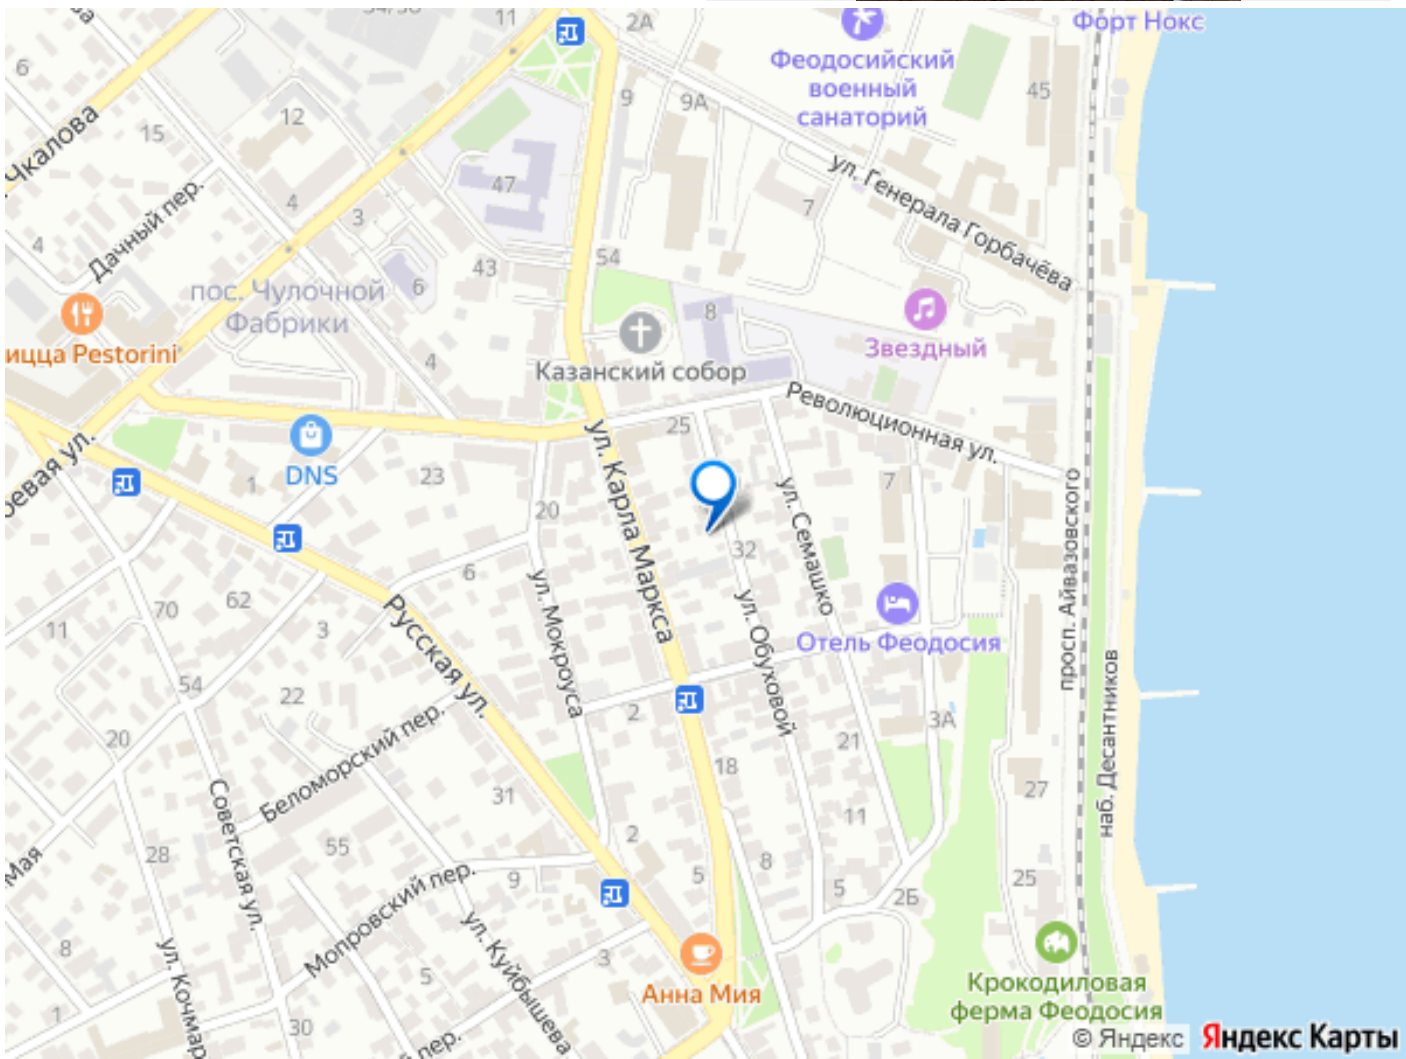 11
2А
Форт Нокс
6
Феодосийский
военный
санаторий
45
9
9А
12
15
Чкалова
ул. Генерала Горбачёва
47
4
3
7
Дачный пер.
4
54
43
6
пос. Чулочной
Фабрики
8
Звездный
ицца Pestorini
4
Казанский собор
Революционная ул.
25
ул. Карла Маркса
DNS
23
1
7
20
ул. Семашко
просп. Айвазовского
32
6
62
70
11
3
Русская ул.
ул. Мокроуса
ул. Обуховой
Отель Феодосия
наб. Десантников
54
22
2
3А
20
Беломорский пер.
21
18
Советская ул.
31
27
11
2
Мая
28
55
8
5
25
9
5
2Б
Мопровский пер.
8
ул. Кочмар
ул. Куйбышева
3
5
Анна Мия
Крокодиловая
ферма Феодосия
1
30
й пер.
© Яндекс Яндекс Карты